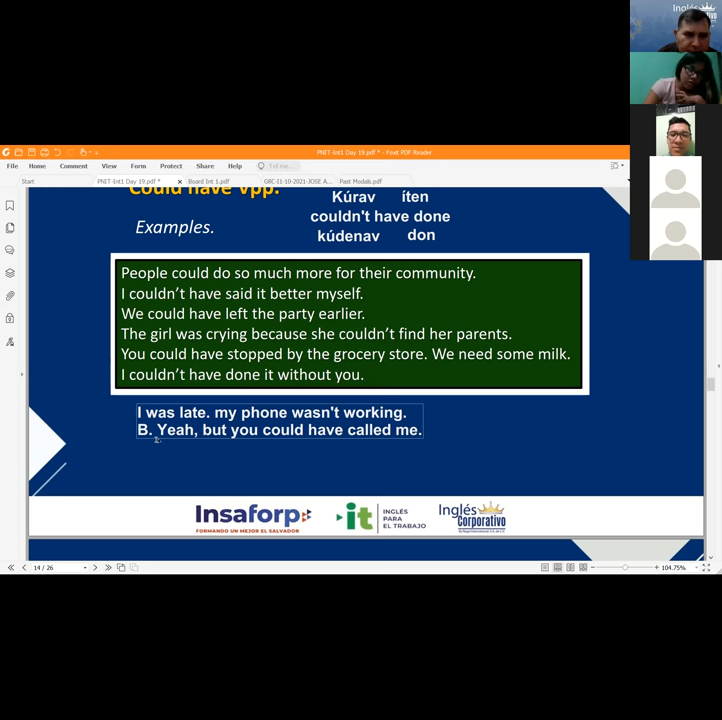 Inglés
PNIT-Int1 Day 19.pdf * - Foxit PDF Reader
File Home Comment View Form Protect Share Help Tell me...
Start PNIT-Int1 Day 19.pdf * Board Int 1.pdf GBC-I1-10-2021-JOSE A... Past Modals.pdf
Could have Vpp.
Kúrav íten
couldn't have done
Examples.
kúdenav don
People could do so much more for their community.
I couldn't have said it better myself.
We could have left the party earlier.
The girl was crying because she couldn't find her parents.
You could have stopped by the grocery store. We need some milk.
I couldn't have done it without you.
I was late. my phone wasn't working.
B. Yeah, but you could have called me.
Insaforp
FORMANDO UN MEJOR EL SALVADOR
it
INGLÉS
PARA
EL TRABAJO
Inglés
Corporativo
14 / 26
104.75%